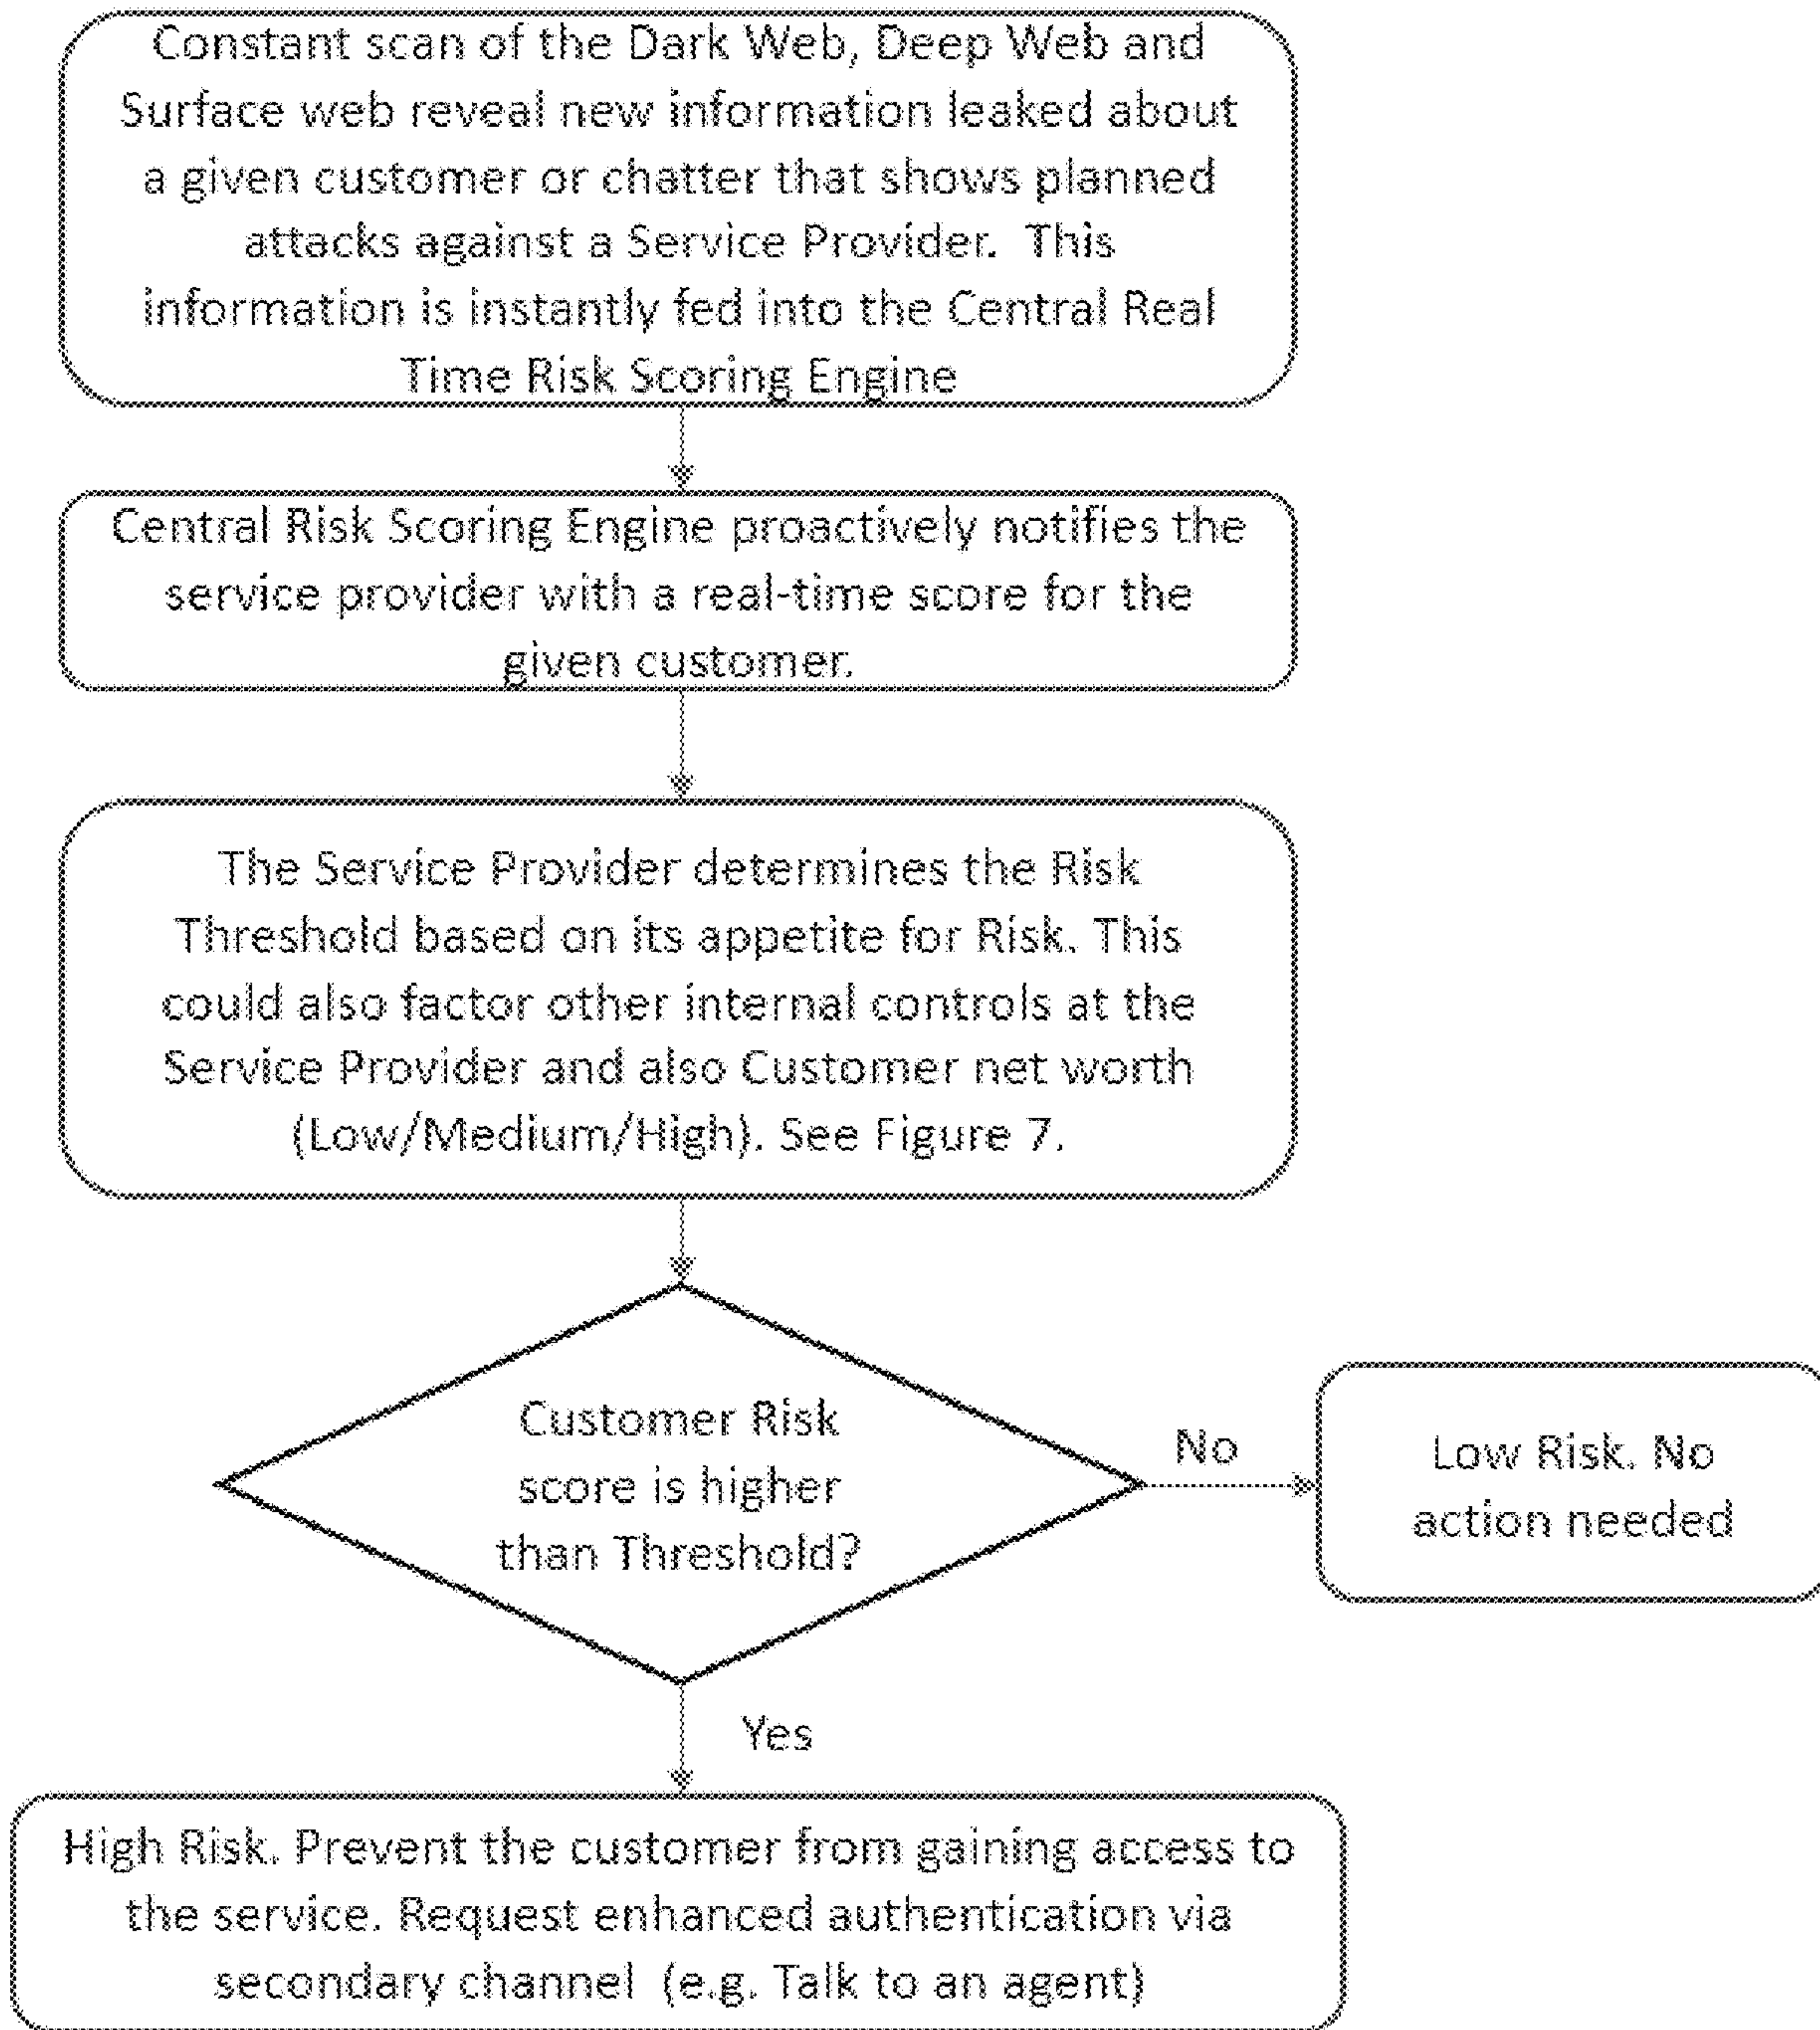 Constant scan of the Dark Web, Deep Web and
Surface web reveal new information leaked about
a given customer or chatter that shows planned
attacks against a Service Provider.  This
information is instantly fed into the Central Real
Time Risk Scoring Engine
Central Risk Scoring Engine proactively notifies the
service provider with a real-time score for the
given customer.
The Service Provider determines the Risk
Threshold based on its appetite for Risk. This
could also factor other internal controls at the
Service Provider and also Customer net worth
(Low/Medium/High). See Figure 7.
Customer Risk
score is higher
than Threshold?
No
Low Risk. No
action needed
Yes
High Risk. Prevent the customer from gaining access to
the service. Request enhanced authentication via
secondary channel  (e.g. Talk to an agent)